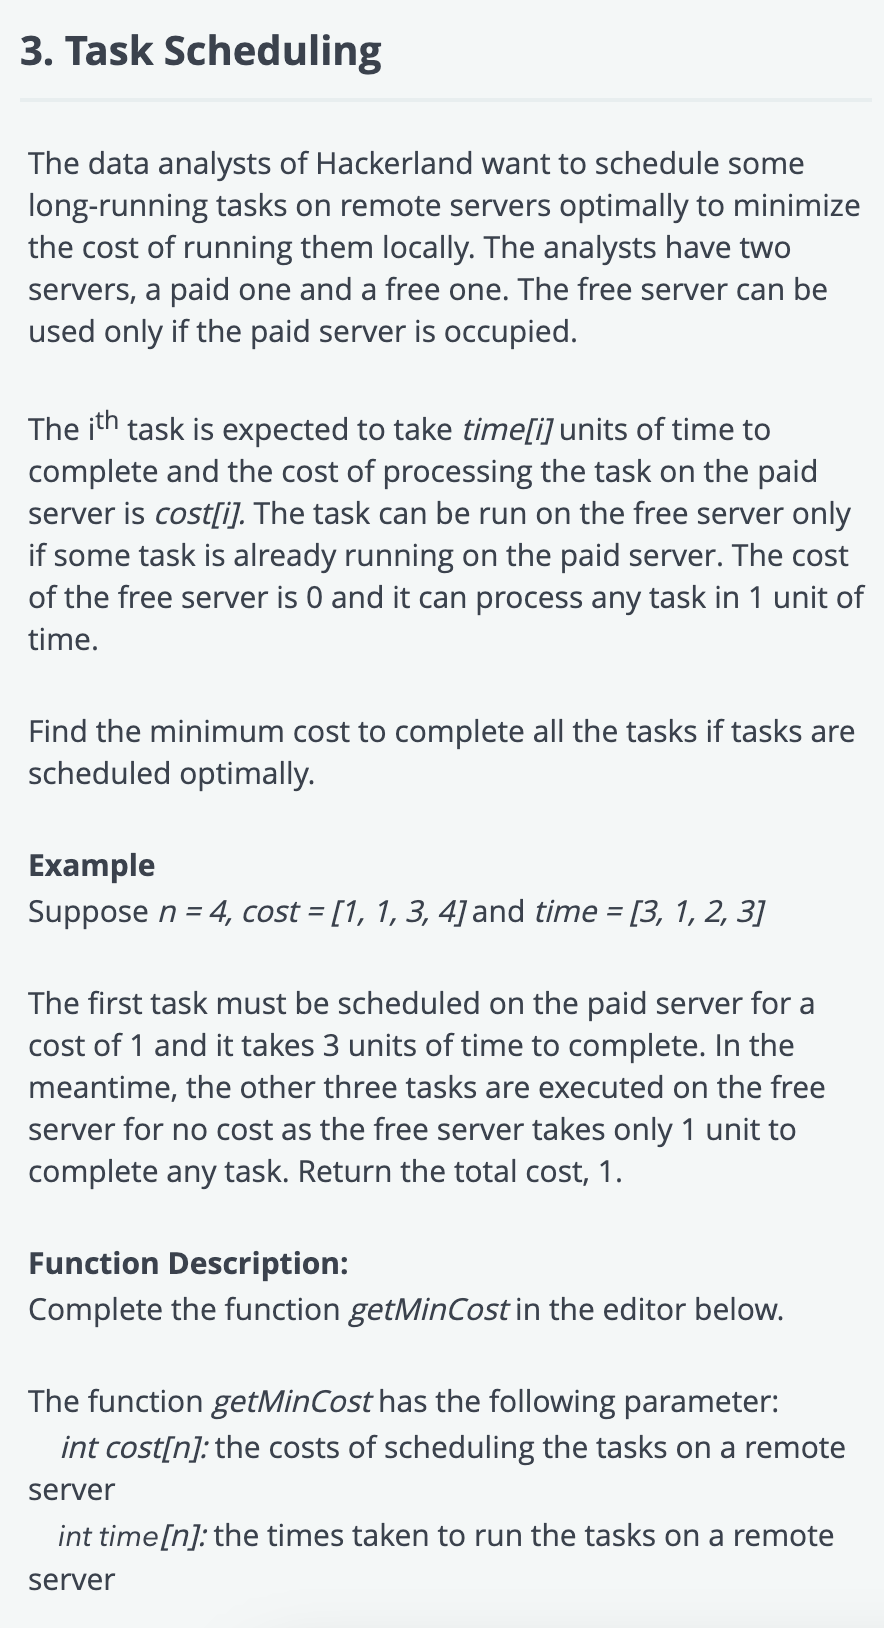 3. Task Scheduling
The data analysts of Hackerland want to schedule some
long-running tasks on remote servers optimally to minimize
the cost of running them locally. The analysts have two
servers, a paid one and a free one. The free server can be
used only if the paid server is occupied.
The ith task is expected to take time[i] units of time to
complete and the cost of processing the task on the paid
server is cost[i]. The task can be run on the free server only
if some task is already running on the paid server. The cost
of the free server is 0 and it can process any task in 1 unit of
time.
Find the minimum cost to complete all the tasks if tasks are
scheduled optimally.
Example
Suppose n = 4, cost = [1, 1, 3, 4] and time = [3, 1, 2, 3]
The first task must be scheduled on the paid server for a
cost of 1 and it takes 3 units of time to complete. In the
meantime, the other three tasks are executed on the free
server for no cost as the free server takes only 1 unit to
complete any task. Return the total cost, 1.
Function Description:
Complete the function getMinCost in the editor below.
The function getMinCost has the following parameter:
int cost[n]: the costs of scheduling the tasks on a remote
server
int time[n]: the times taken to run the tasks on a remote
server